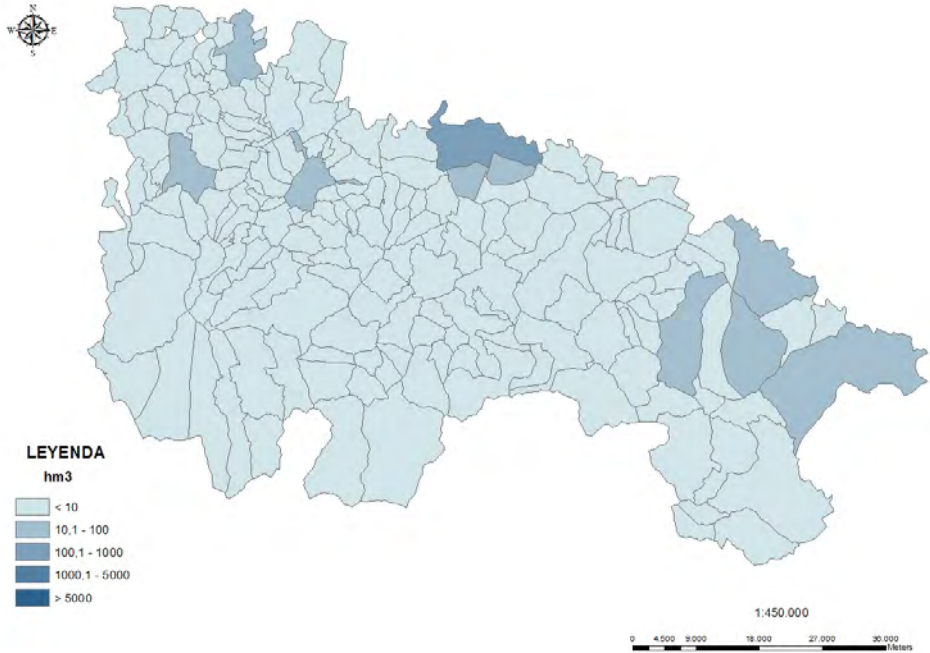 N
W E
S
LEYENDA
hm3
< 10
10,1 - 100
100,1 - 1000
1000,1 - 5000
> 5000
1:450.000
0 4.500 9.000 18.000 27.000 36.000
Meters